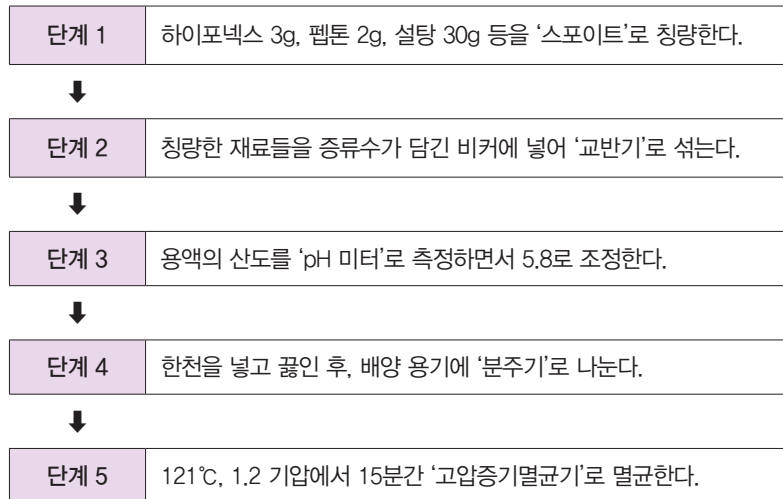 단계 1 하이포넥스 3g, 펩톤 2g, 설탕 30g 등을 ‘스포이트’로 칭량한다.
단계 2 칭량한 재료들을 증류수가 담긴 비커에 넣어 ‘교반기’로 섞는다.
단계 3 용액의 산도를 ‘pH 미터’로 측정하면서 5.8로 조정한다.
단계 4 한천을 넣고 끓인 후, 배양 용기에 ‘분주기’로 나눈다.
단계 5 121℃, 1.2 기압에서 15분간 ‘고압증기멸균기’로 멸균한다.